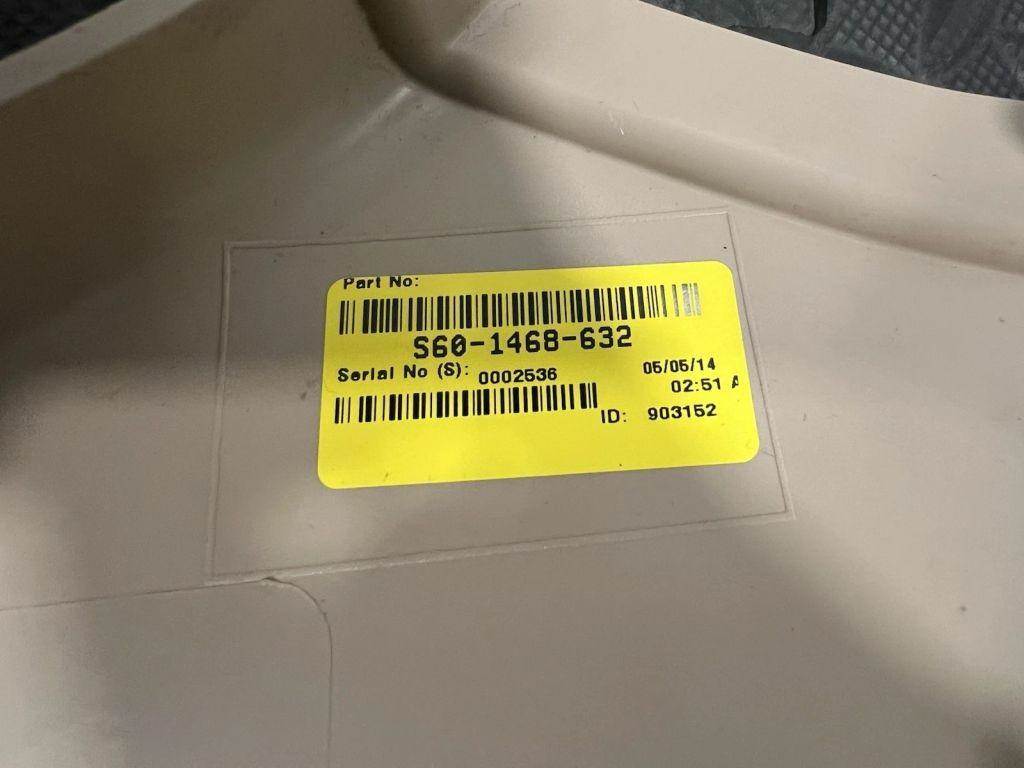 Part No:
S60-1468-632
Serial No (S): 0002536
05/05/14
02:51 A
ID: 903152